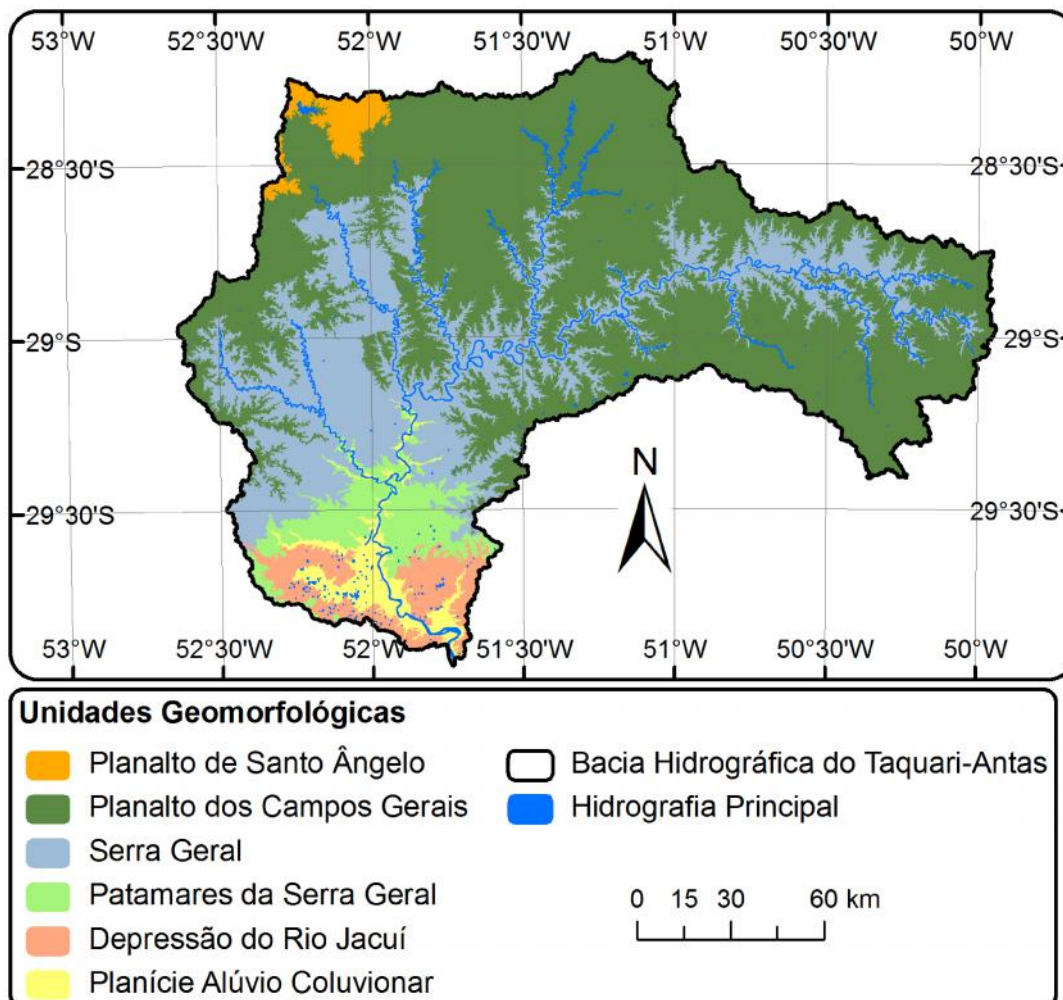 53°W 52°30'W 52°W 51°30'W 51°W 50°30'W 50°W
28°30'S 28°30'S
29°S 29°S
N
29°30'S 29°30'S
53°W 52°30'W 52°W 51°30'W 51°W 50°30'W 50°W
Unidades Geomorfológicas
Planalto de Santo Ângelo
Planalto dos Campos Gerais
Serra Geral
Patamares da Serra Geral
Depressão do Rio Jacuí
Planície Alúvio Coluvionar
Bacia Hidrográfica do Taquari-Antas
Hidrografia Principal
0 15 30 60 km